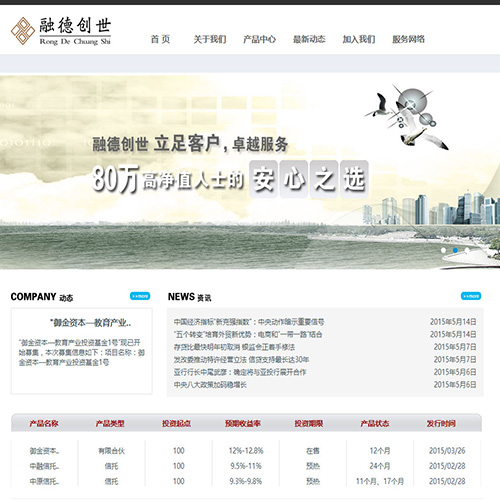 融德创世
Rong De Chuang Shi
首 页 关于我们 产品中心 最新动态 加入我们 服务网络
融德创世 立足客户, 卓越服务
80万高净值人士的 安心之选
COMPANY 动态 >>more
"御金资本—教育产业..
"御金资本—教育产业投资基金1号"现已开始募集，本次募集信息如下：项目名称：御金资本—教育产业投资基金1号
NEWS 资讯 >>more
中国经济指标“新克强指数”：中央动作暗示重要信号 2015年5月14日
“五个转变”培育外贸新优势：电商和“一带一路”结合 2015年5月14日
存贷比最快明年初取消 银监会正着手修法 2015年5月7日
发改委推动特许经营立法 信贷支持最长达30年 2015年5月7日
亚行行长中尾武彦：确定将与亚投行展开合作 2015年5月6日
中央八大政策加码稳增长 2015年5月6日
产品名称 产品类型 投资起点 预期收益率 投资期限 产品状态 发行时间
御金资本.. 有限合伙 100 12%-12.8% 在售 12个月 2015/03/26
中融信托.. 信托 100 9.5%-11% 预热 24个月 2015/02/28
中原信托.. 信托 100 9.3%-9.8% 预热 11个月、17个月 2015/02/28